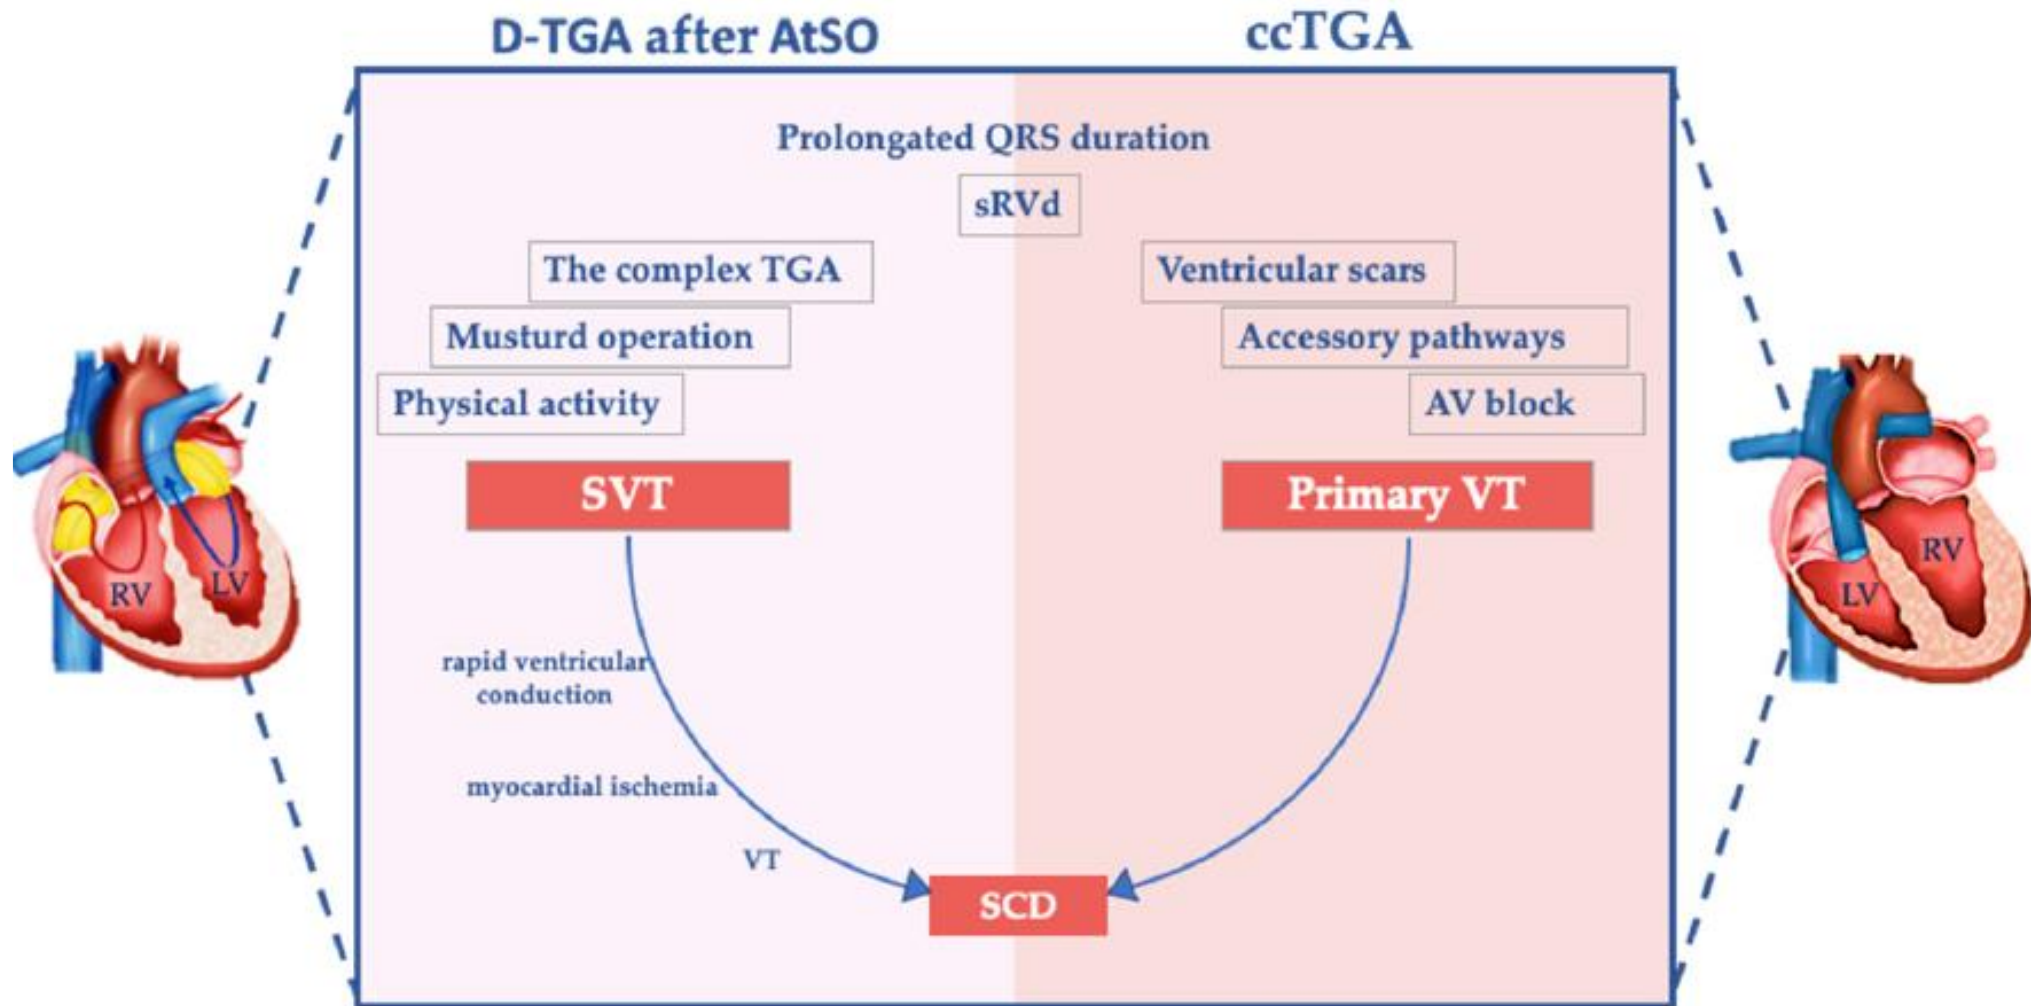 D-TGA after AtSO
ccTGA
Prolongated QRS duration
sRVd
The complex TGA
Ventricular scars
Musturd operation
Accessory pathways
Physical activity
AV block
SVT
Primary VT
RV
LV
RV
LV
rapid ventricular
conduction
myocardial ischemia
VT
SCD